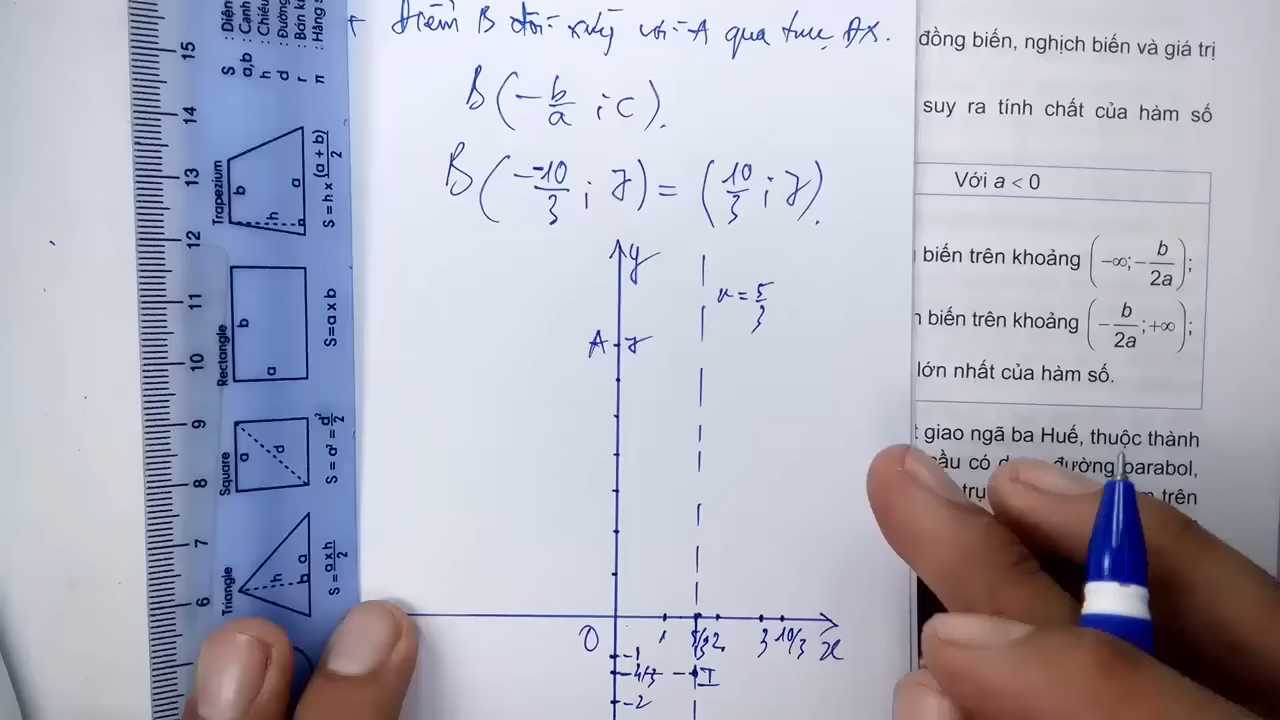 + Điểm B đối xứng với A qua trục ĐX.
B(-b/a ; C).
B(- -10/3 ; 7) = (10/3 ; 7).
y
x = 5/3
A 7
O 1 5/3 2 3 10/3 x
-1
-4/3 I
-2
15 14 13 12 11 10 9 8 7 6
S : Diện
a,b : Cạnh
h : Chiều
d : Đường
r : Bán k
π : Hằng s
Trapezium
b h a
S = h x (a + b)/2
Rectangle
b a
S = a x b
Square
a d
S = a² = d²/2
Triangle
h b a
S = a x h/2
đồng biến, nghịch biến và giá trị
suy ra tính chất của hàm số
Với a < 0
biến trên khoảng (-∞; -b/2a);
biến trên khoảng (-b/2a; +∞);
lớn nhất của hàm số.
t giao ngã ba Huế, thuộc thành
ầu có đường parabol,
trụ trên